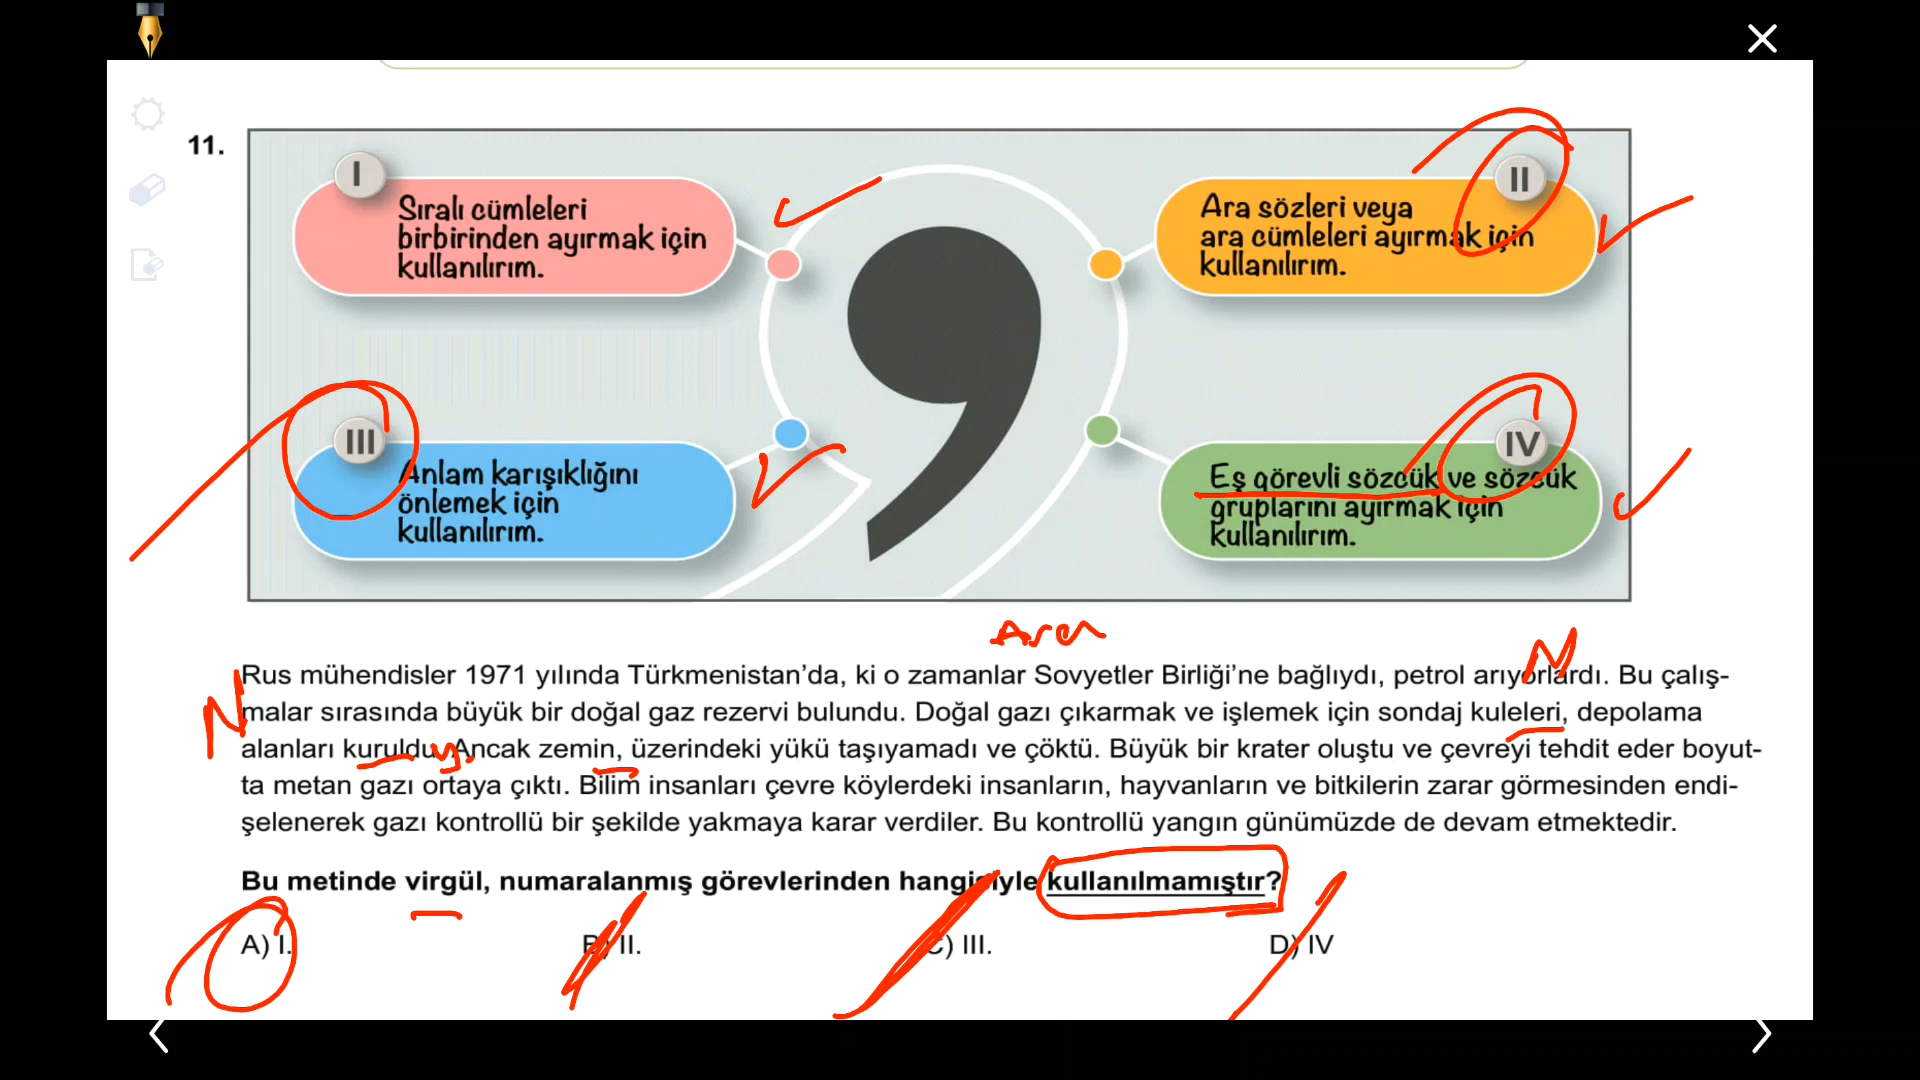 11.
I
Sıralı cümleleri
birbirinden ayırmak için
kullanılırım.
II
Ara sözleri veya
ara cümleleri ayırmak için
kullanılırım.
III
Anlam karışıklığını
önlemek için
kullanılırım.
IV
Eş görevli sözcük ve sözcük
gruplarını ayırmak için
kullanılırım.
Ara
Rus mühendisler 1971 yılında Türkmenistan’da, ki o zamanlar Sovyetler Birliği’ne bağlıydı, petrol arıyorlardı. Bu çalış-
malar sırasında büyük bir doğal gaz rezervi bulundu. Doğal gazı çıkarmak ve işlemek için sondaj kuleleri, depolama
alanları kuruldu. Ancak zemin, üzerindeki yükü taşıyamadı ve çöktü. Büyük bir krater oluştu ve çevreyi tehdit eder boyut-
ta metan gazı ortaya çıktı. Bilim insanları çevre köylerdeki insanların, hayvanların ve bitkilerin zarar görmesinden endi-
şelenerek gazı kontrollü bir şekilde yakmaya karar verdiler. Bu kontrollü yangın günümüzde de devam etmektedir.
Bu metinde virgül, numaralanmış görevlerinden hangisiyle kullanılmamıştır?
A) I. B) II. C) III. D) IV